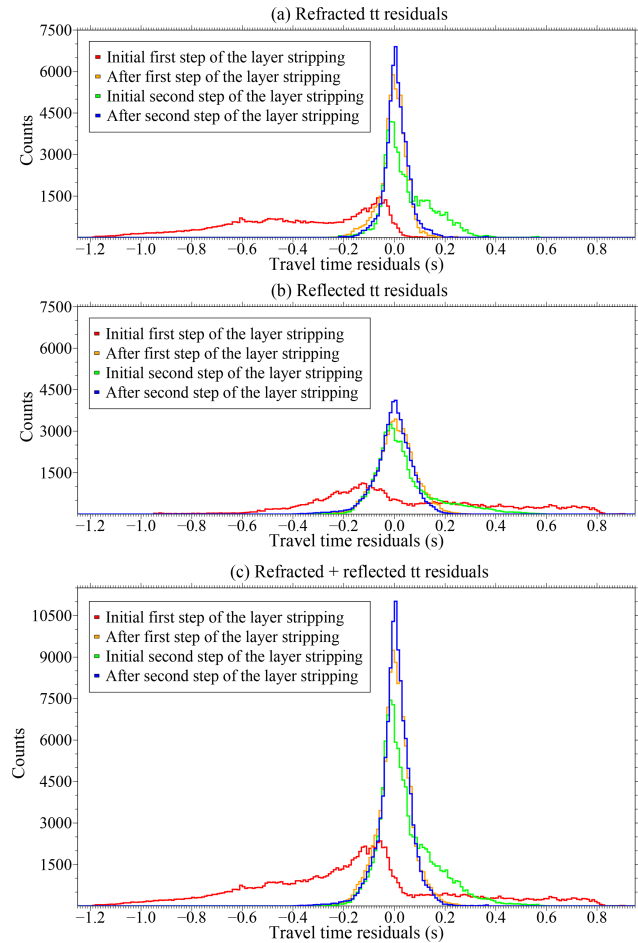 (a) Refracted tt residuals
7500
6000
4500
3000
1500
Counts
Initial first step of the layer stripping
After first step of the layer stripping
Initial second step of the layer stripping
After second step of the layer stripping
−1.2 −1.0 −0.8 −0.6 −0.4 −0.2 0.0 0.2 0.4 0.6 0.8
Travel time residuals (s)
(b) Reflected tt residuals
7500
6000
4500
3000
1500
Counts
Initial first step of the layer stripping
After first step of the layer stripping
Initial second step of the layer stripping
After second step of the layer stripping
−1.2 −1.0 −0.8 −0.6 −0.4 −0.2 0.0 0.2 0.4 0.6 0.8
Travel time residuals (s)
(c) Refracted + reflected tt residuals
10500
9000
7500
6000
4500
3000
1500
Counts
Initial first step of the layer stripping
After first step of the layer stripping
Initial second step of the layer stripping
After second step of the layer stripping
−1.2 −1.0 −0.8 −0.6 −0.4 −0.2 0.0 0.2 0.4 0.6 0.8
Travel time residuals (s)